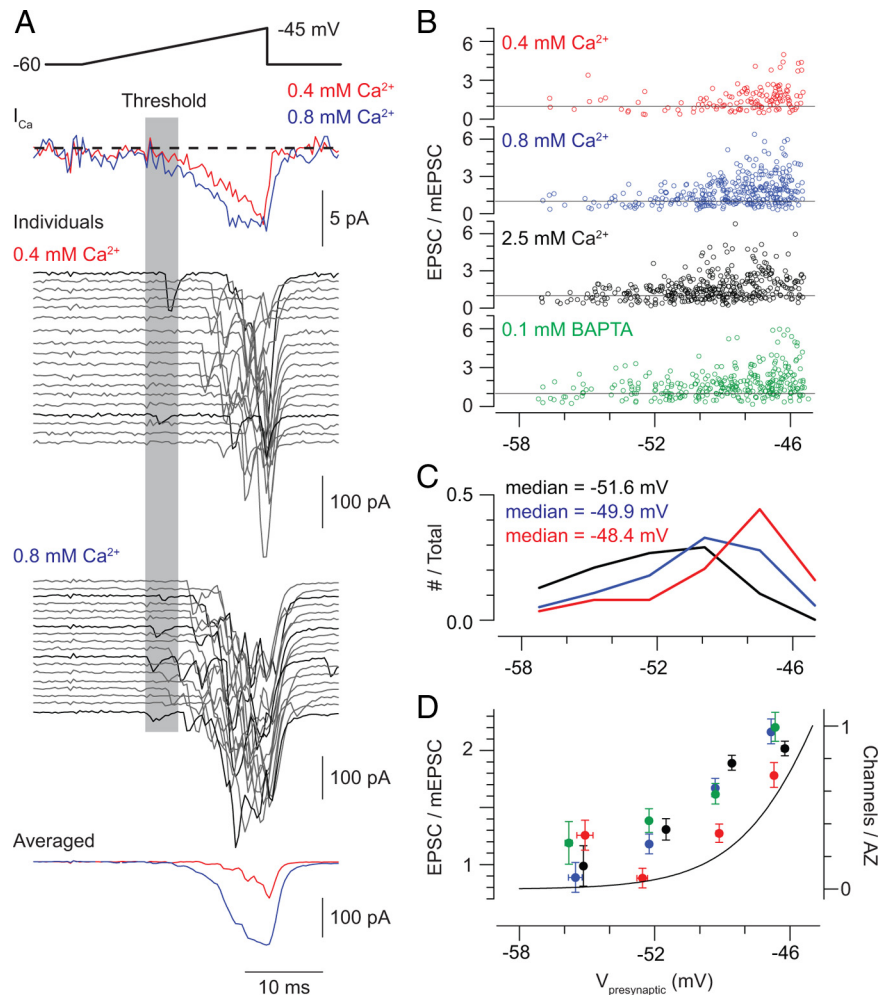 A
-45 mV
-60
Threshold
0.4 mM Ca²⁺
0.8 mM Ca²⁺
I_Ca
5 pA
Individuals
0.4 mM Ca²⁺
100 pA
0.8 mM Ca²⁺
100 pA
Averaged
100 pA
10 ms
B
EPSC / mEPSC
6
3
0
0.4 mM Ca²⁺
6
3
0
0.8 mM Ca²⁺
6
3
0
2.5 mM Ca²⁺
6
3
0
0.1 mM BAPTA
-58 -52 -46
C
# / Total
0.5
0.0
median = -51.6 mV
median = -49.9 mV
median = -48.4 mV
-58 -52 -46
D
EPSC / mEPSC
2
1
Channels / AZ
1
0
-58 -52 -46
V_presynaptic (mV)